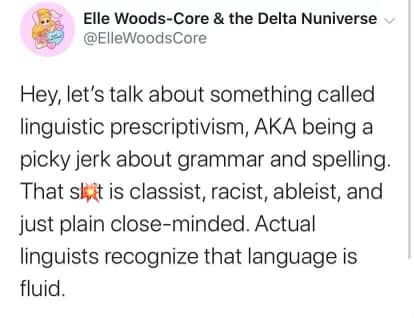 Elle Woods-Core & the Delta Nuniverse
@ElleWoodsCore
Hey, let's talk about something called
linguistic prescriptivism, AKA being a
picky jerk about grammar and spelling.
That sh💥t is classist, racist, ableist, and
just plain close-minded. Actual
linguists recognize that language is
fluid.